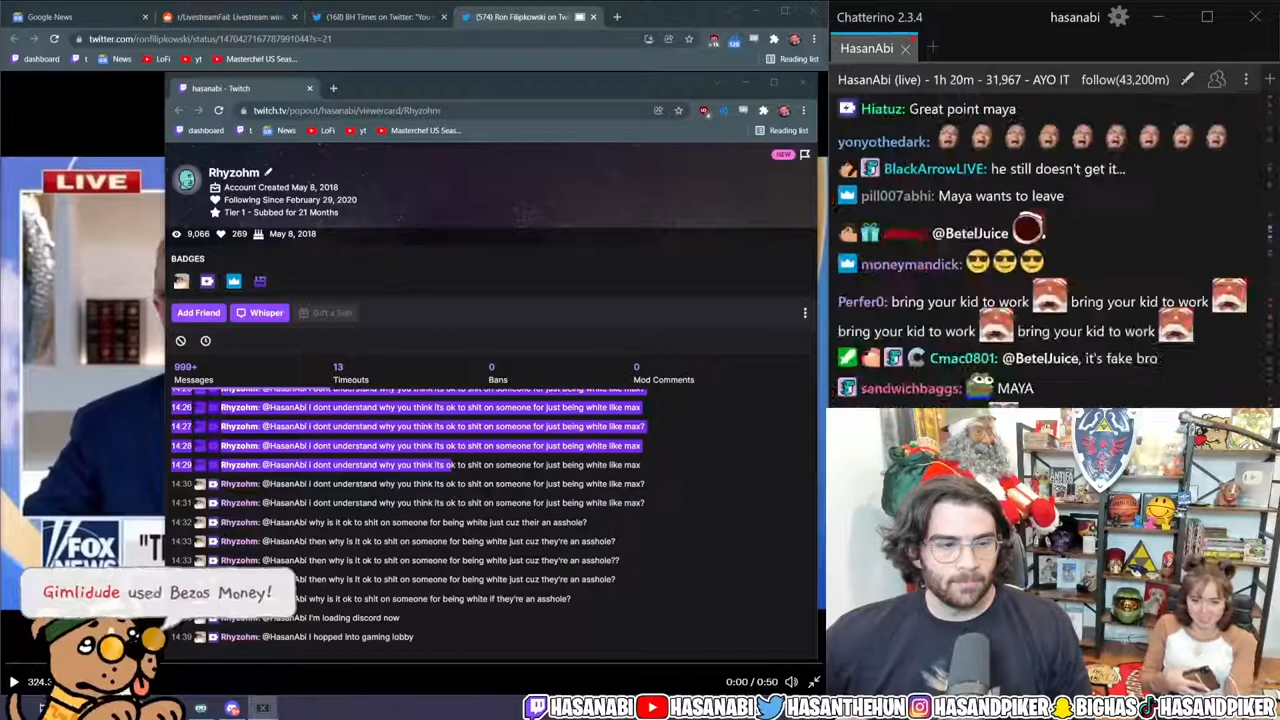 Google News
r/LivestreamFail: Livestream win
(168) BH Times on Twitter: "You
(574) Ron Filipkowski on Twi
twitter.com/ronfilipkowski/status/1470427167787991044?s=21
dashboard
t
News
LoFi
yt
Masterchef US Seas...
Reading list
hasanabi - Twitch
twitch.tv/popout/hasanabi/viewercard/Rhyzohm
dashboard
t
News
LoFi
yt
Masterchef US Seas...
Reading list
LIVE
Rhyzohm
NEW
Account Created May 8, 2018
Following Since February 29, 2020
Tier 1 - Subbed for 21 Months
9,066
269
May 8, 2018
BADGES
Add Friend
Whisper
Gift a Sub
999+
Messages
13
Timeouts
0
Bans
0
Mod Comments
14:26 Rhyzohm: @HasanAbi i dont understand why you think its ok to shit on someone for just being white like max
14:27 Rhyzohm: @HasanAbi i dont understand why you think its ok to shit on someone for just being white like max?
14:28 Rhyzohm: @HasanAbi i dont understand why you think its ok to shit on someone for just being white like max
14:29 Rhyzohm: @HasanAbi i dont understand why you think its ok to shit on someone for just being white like max
14:30 Rhyzohm: @HasanAbi i dont understand why you think its ok to shit on someone for just being white like max?
14:31 Rhyzohm: @HasanAbi i dont understand why you think its ok to shit on someone for just being white like max?
14:32 Rhyzohm: @HasanAbi why is it ok to shit on someone for being white just cuz their an asshole?
14:33 Rhyzohm: @HasanAbi then why is it ok to shit on someone for being white just cuz they're an asshole?
14:33 Rhyzohm: @HasanAbi then why is it ok to shit on someone for being white just cuz they're an asshole??
@HasanAbi then why is it ok to shit on someone for being white just cuz they're an asshole?
@HasanAbi why is it ok to shit on someone for being white if they're an asshole?
@HasanAbi I'm loading discord now
14:39 Rhyzohm: @HasanAbi I hopped into gaming lobby
FOX
NEWS
"T
Gimlidude used Bezos Money!
324.
0:00 / 0:50
Chatterino 2.3.4
hasanabi
HasanAbi
HasanAbi (live) - 1h 20m - 31,967 - AYO IT
follow(43,200m)
Hiatuz: Great point maya
yonyothedark:
BlackArrowLIVE: he still doesn't get it...
pill007abhi: Maya wants to leave
@BetelJuice
moneymandick:
Perfer0: bring your kid to work bring your kid to work
bring your kid to work bring your kid to work
Cmac0801: @BetelJuice, it's fake bro
sandwichbaggs: MAYA
HASANABI
HASANABI
HASANTHEHUN
HASANDPIKER
BIGHAS
HASANDPIKER